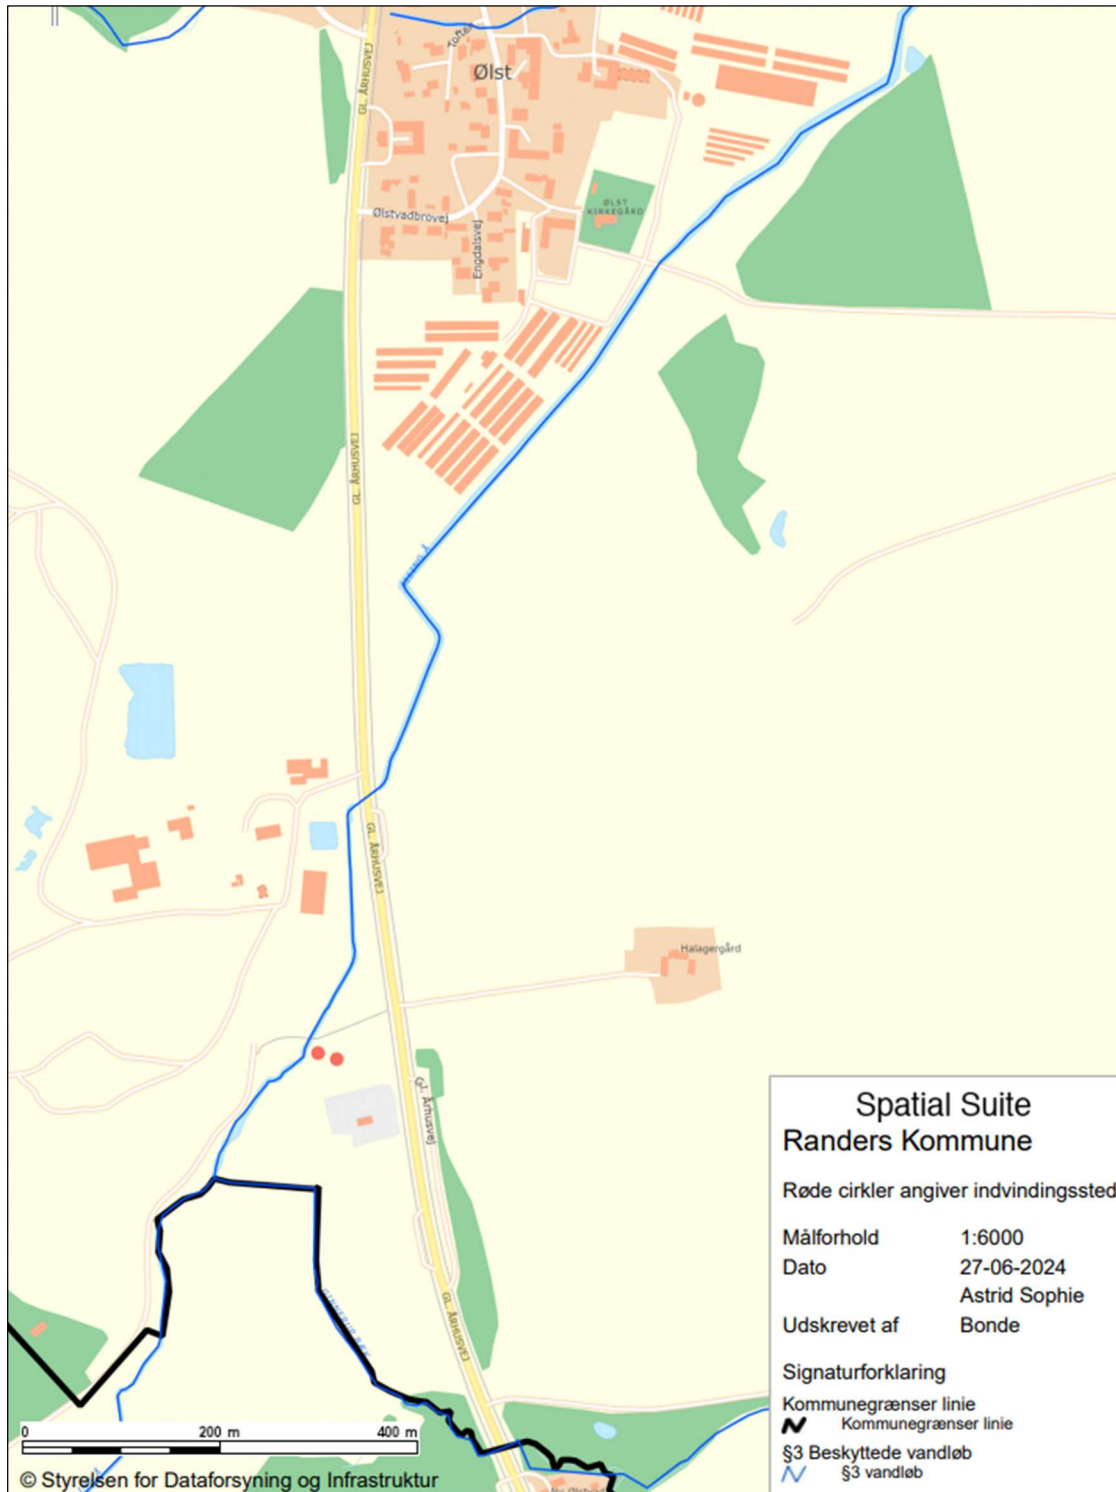 Toften
Ølst
GL. ÅRHUSVEJ
ØLST
KIRKEGÅRD
Ølstvadbrovej
Engdalsvej
GL. ÅRHUSVEJ
GL. ÅRHUSVEJ
Halagergård
Gl. Århusvej
GL. ÅRHUSVEJ
Spatial Suite
Randers Kommune
Røde cirkler angiver indvindingssted
Målforhold 1:6000
Dato 27-06-2024
Astrid Sophie
Udskrevet af Bonde
Signaturforklaring
Kommunegrænser linie
Kommunegrænser linie
§3 Beskyttede vandløb
§3 vandløb
0 200 m 400 m
© Styrelsen for Dataforsyning og Infrastruktur